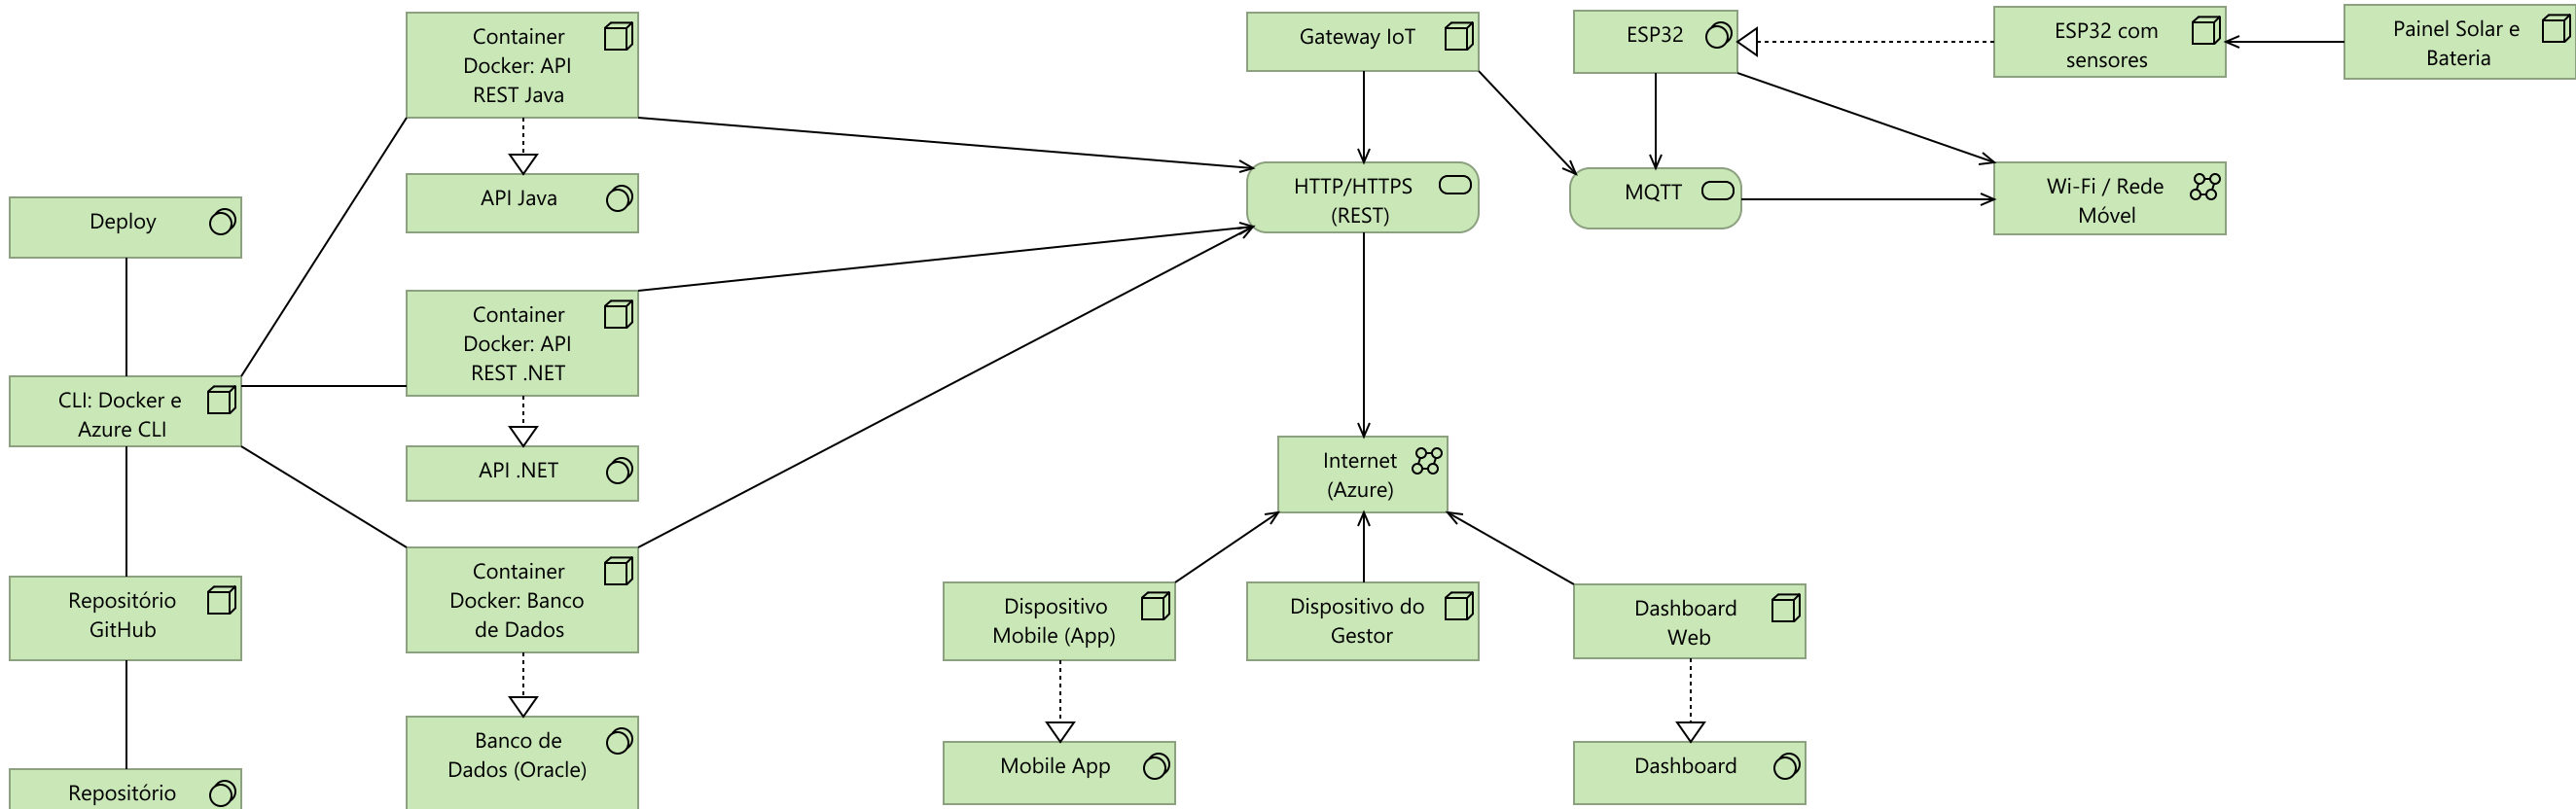 Container
Docker: API
REST Java
Gateway IoT
ESP32
ESP32 com
sensores
Painel Solar e
Bateria
API Java
HTTP/HTTPS
(REST)
MQTT
Wi-Fi / Rede
Móvel
Deploy
Container
Docker: API
REST .NET
CLI: Docker e
Azure CLI
API .NET
Internet
(Azure)
Repositório
GitHub
Container
Docker: Banco
de Dados
Dispositivo
Mobile (App)
Dispositivo do
Gestor
Dashboard
Web
Banco de
Dados (Oracle)
Mobile App
Dashboard
Repositório